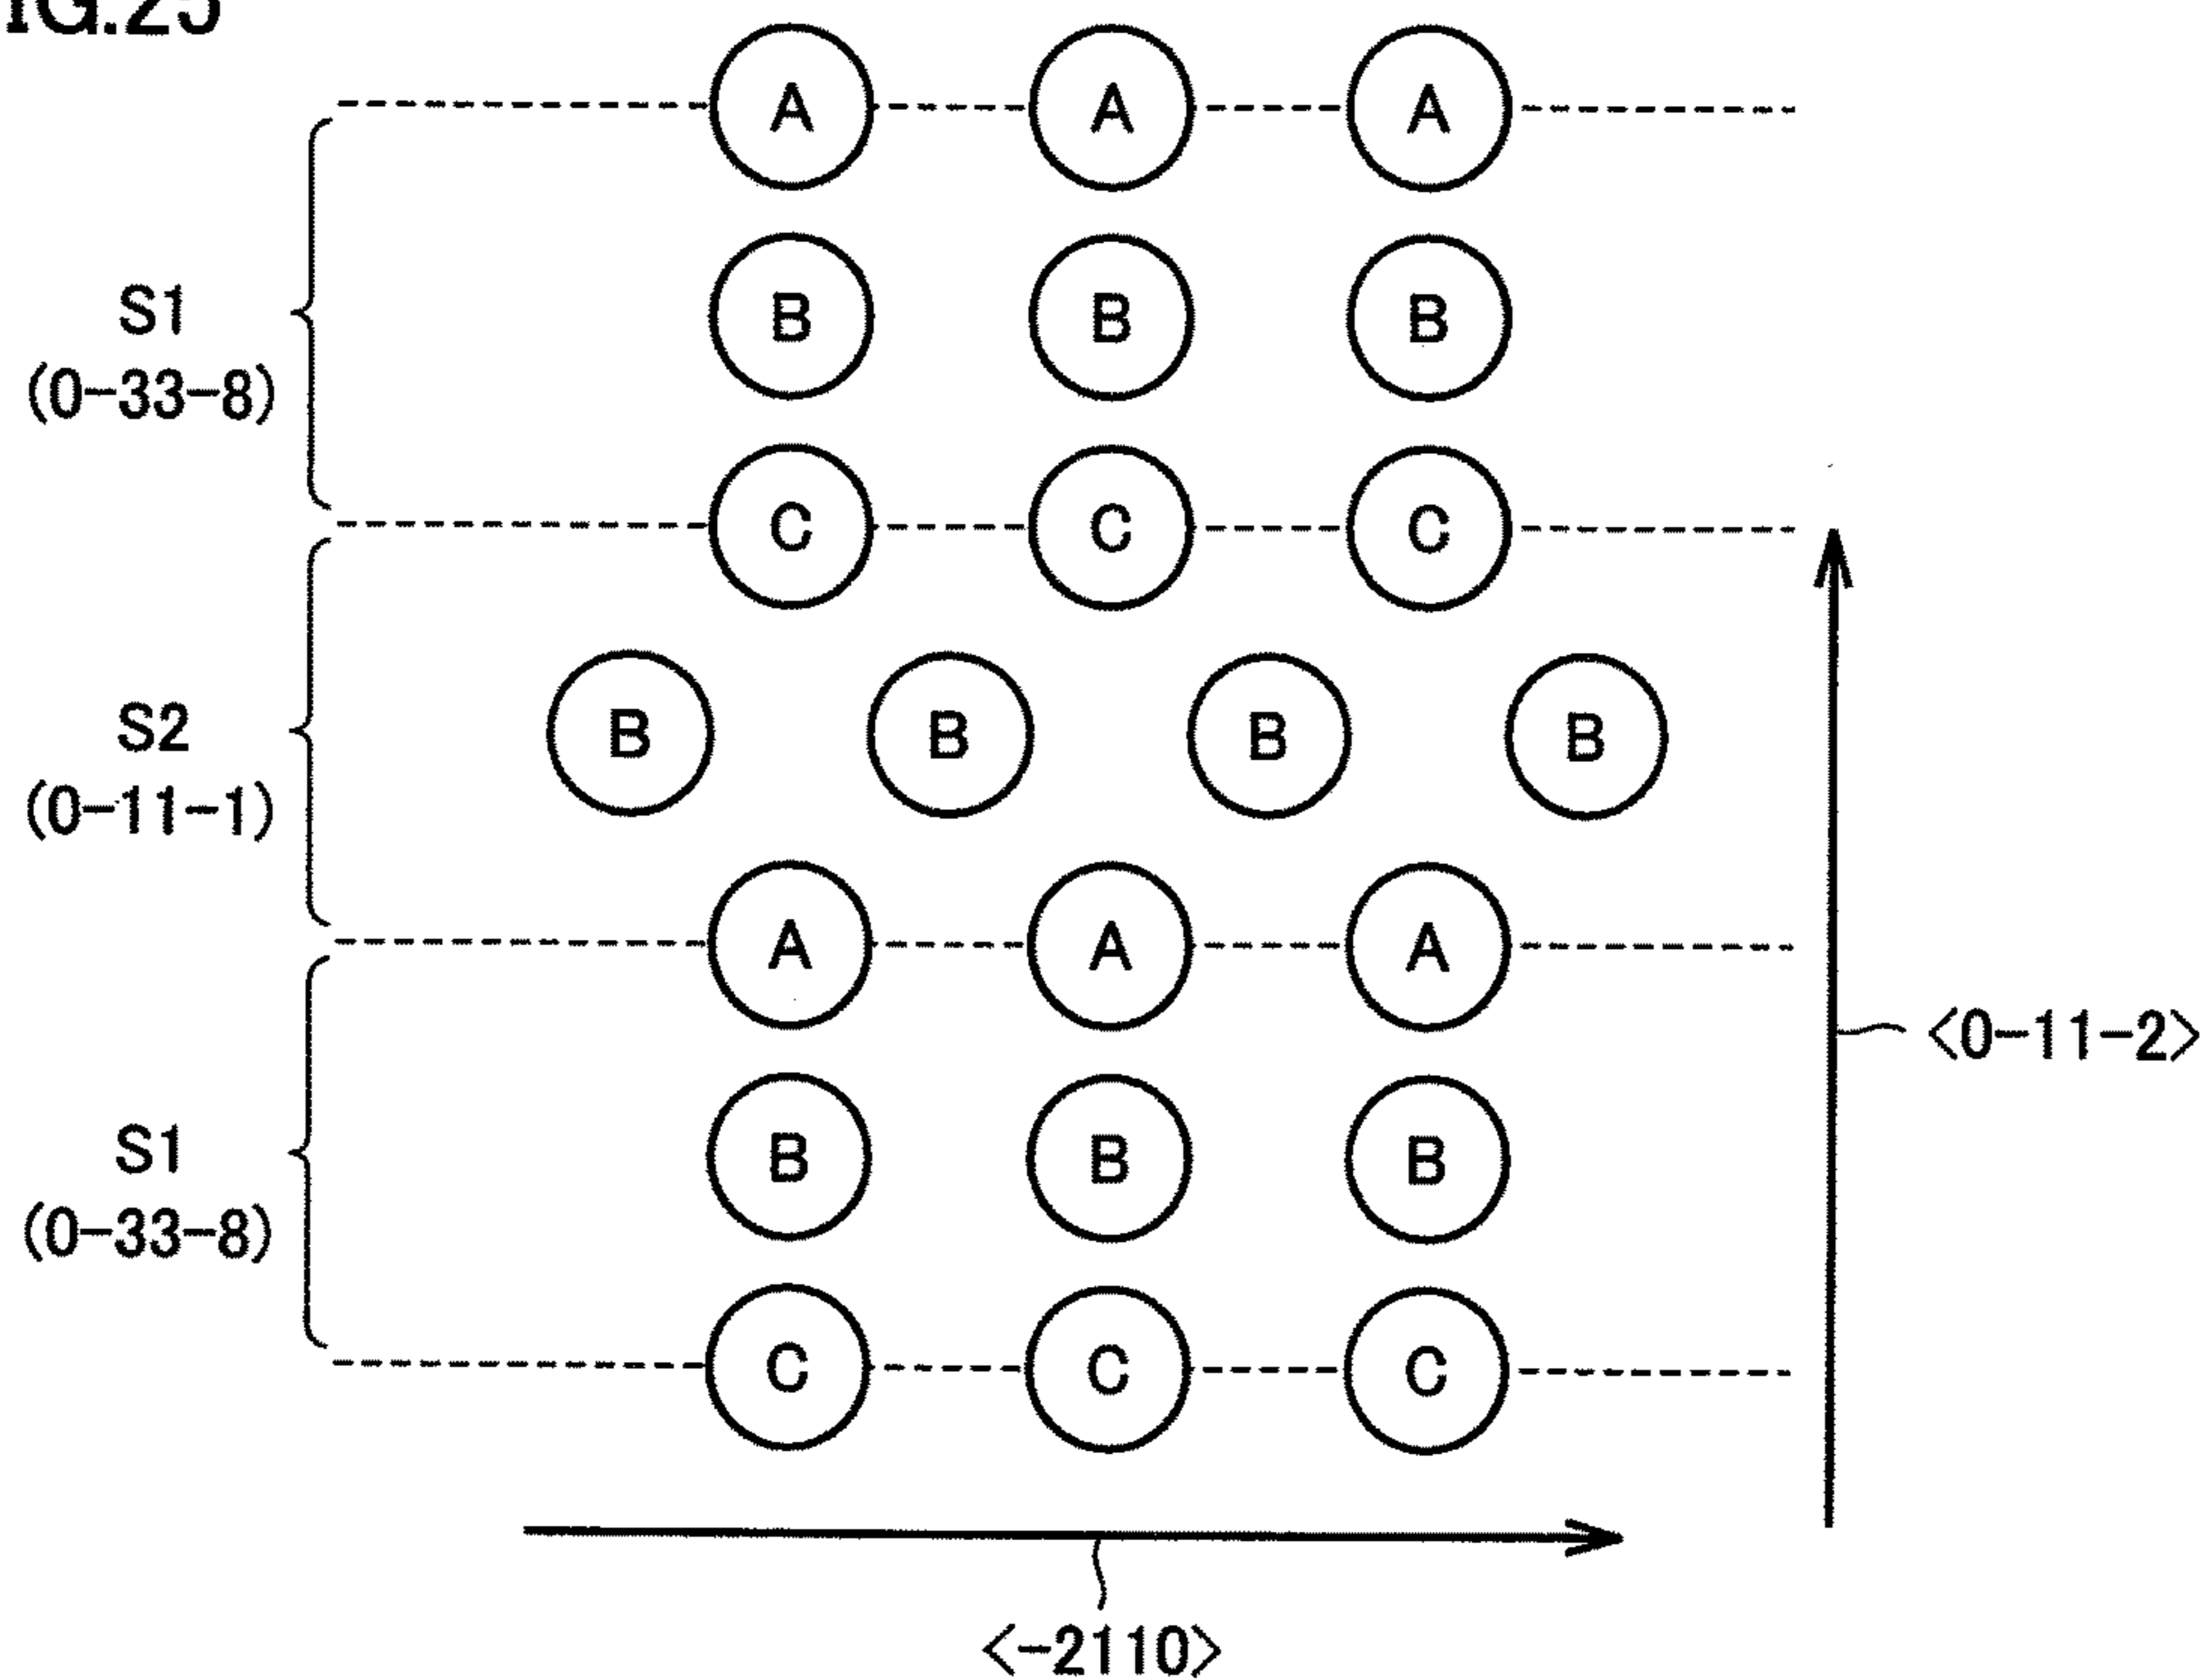 IG.25
A A A
B B B
S1
(0-33-8)
C C C
B B B B
S2
(0-11-1)
A A A
<0-11-2>
B B B
S1
(0-33-8)
C C C
<-2110>